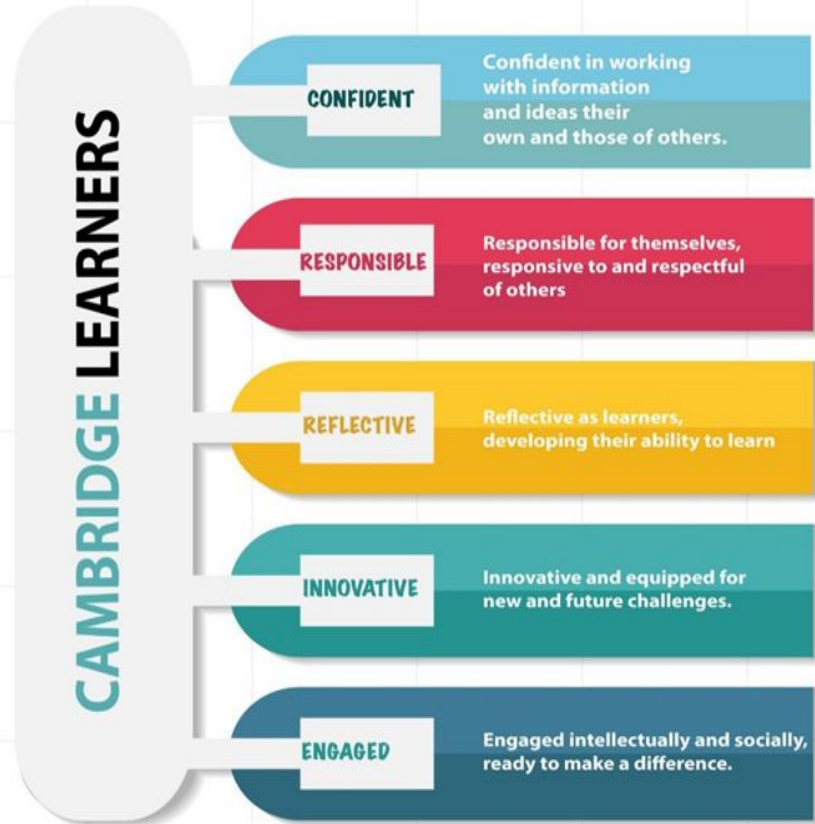 CAMBRIDGE LEARNERS
CONFIDENT
Confident in working
with information
and ideas their
own and those of others.
RESPONSIBLE
Responsible for themselves,
responsive to and respectful
of others
REFLECTIVE
Reflective as learners,
developing their ability to learn
INNOVATIVE
Innovative and equipped for
new and future challenges.
ENGAGED
Engaged intellectually and socially,
ready to make a difference.